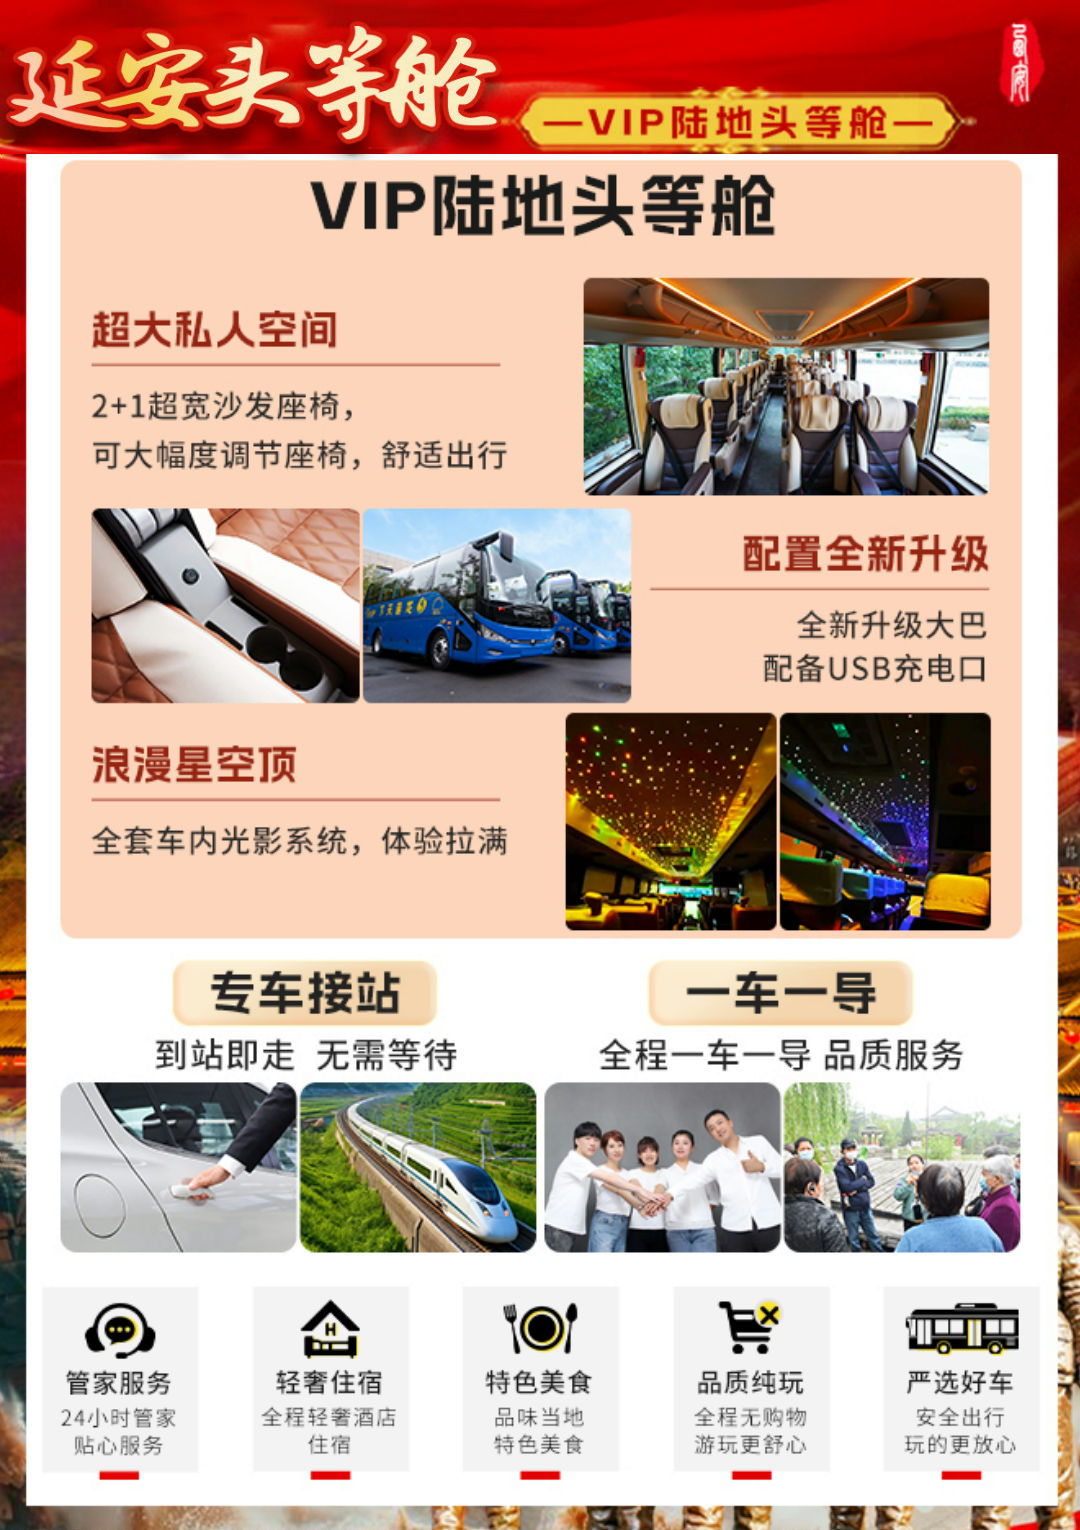 延安头等舱
VIP陆地头等舱
VIP陆地头等舱
超大私人空间
2+1超宽沙发座椅，
可大幅度调节座椅，舒适出行
配置全新升级
全新升级大巴
配备USB充电口
浪漫星空顶
全套车内光影系统，体验拉满
专车接站
一车一导
到站即走 无需等待
全程一车一导 品质服务
管家服务
24小时管家
贴心服务
轻奢住宿
全程轻奢酒店
住宿
特色美食
品味当地
特色美食
品质纯玩
全程无购物
游玩更舒心
严选好车
安全出行
玩的更放心